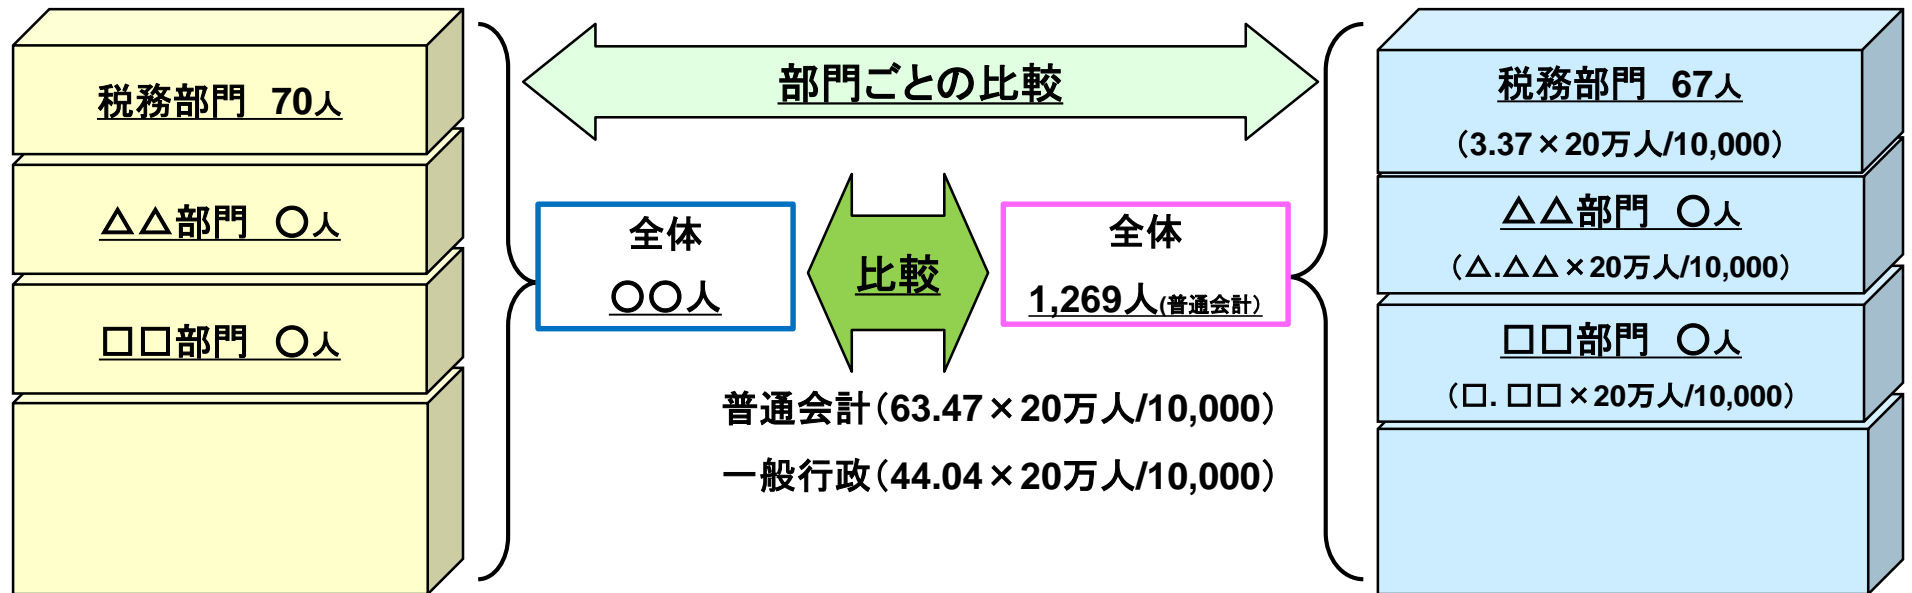 税務部門 70人
△△部門 〇人
□□部門 〇人
部門ごとの比較
全体
〇〇人
比較
全体
1,269人(普通会計)
普通会計(63.47×20万人/10,000)
一般行政(44.04×20万人/10,000)
税務部門 67人
(3.37×20万人/10,000)
△△部門 〇人
(△.△△×20万人/10,000)
□□部門 〇人
(□. □□×20万人/10,000)